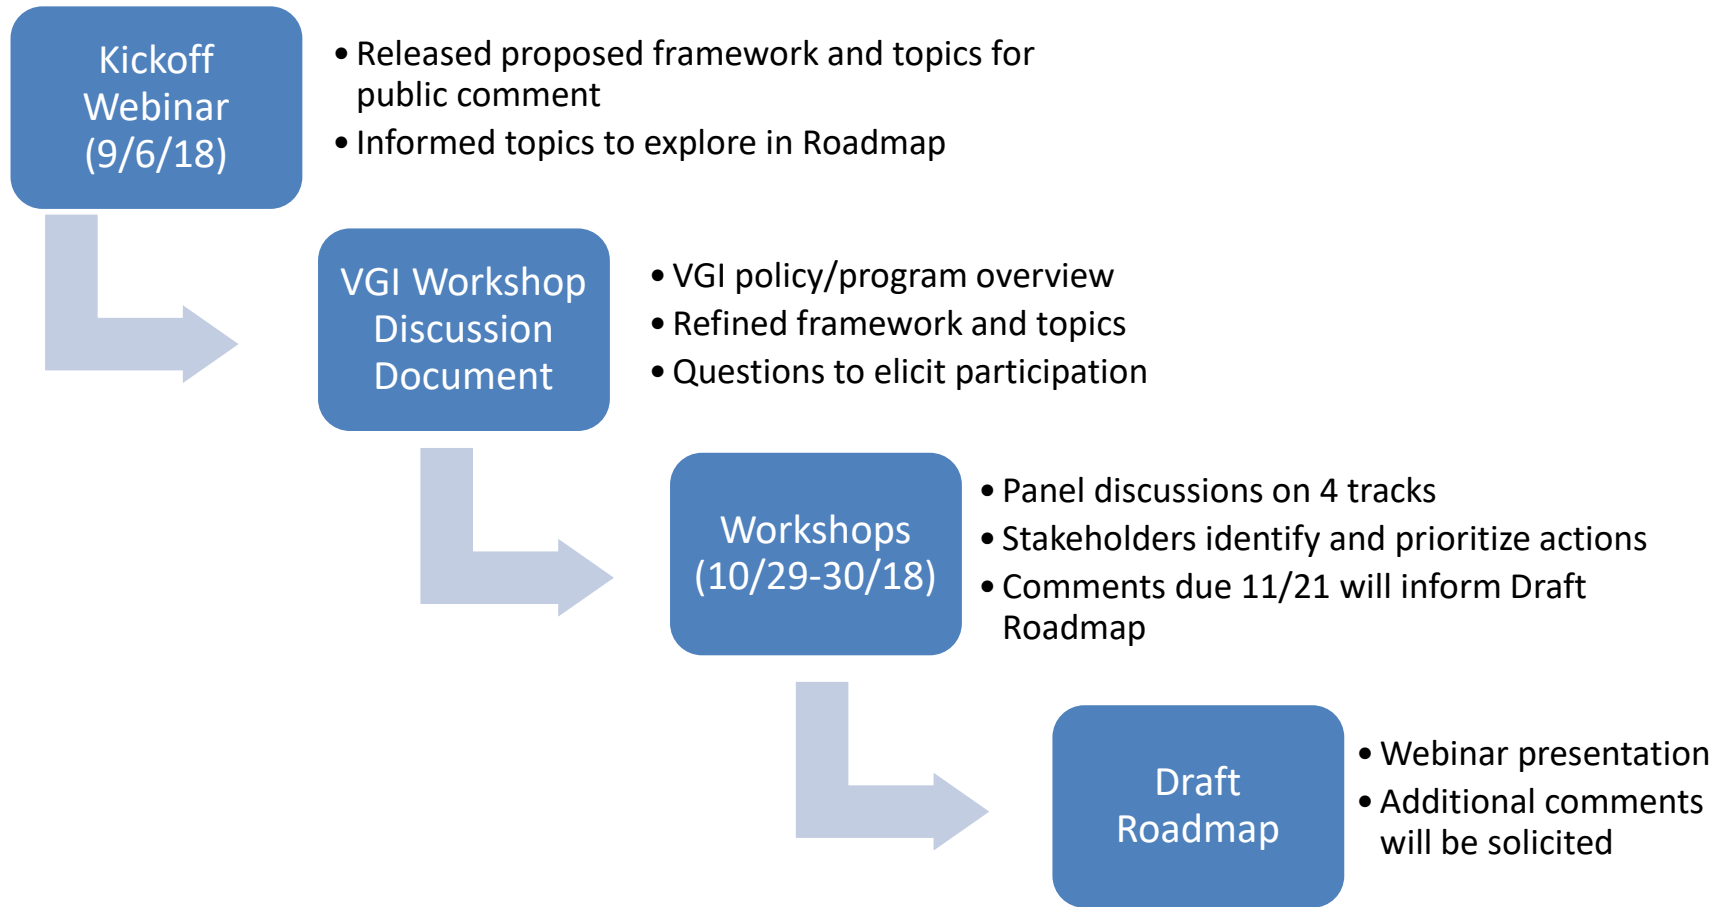 Kickoff
Webinar
(9/6/18)
• Released proposed framework and topics for
public comment
• Informed topics to explore in Roadmap
VGI Workshop
Discussion
Document
• VGI policy/program overview
• Refined framework and topics
• Questions to elicit participation
Workshops
(10/29-30/18)
• Panel discussions on 4 tracks
• Stakeholders identify and prioritize actions
• Comments due 11/21 will inform Draft
Roadmap
Draft
Roadmap
• Webinar presentation
• Additional comments
will be solicited